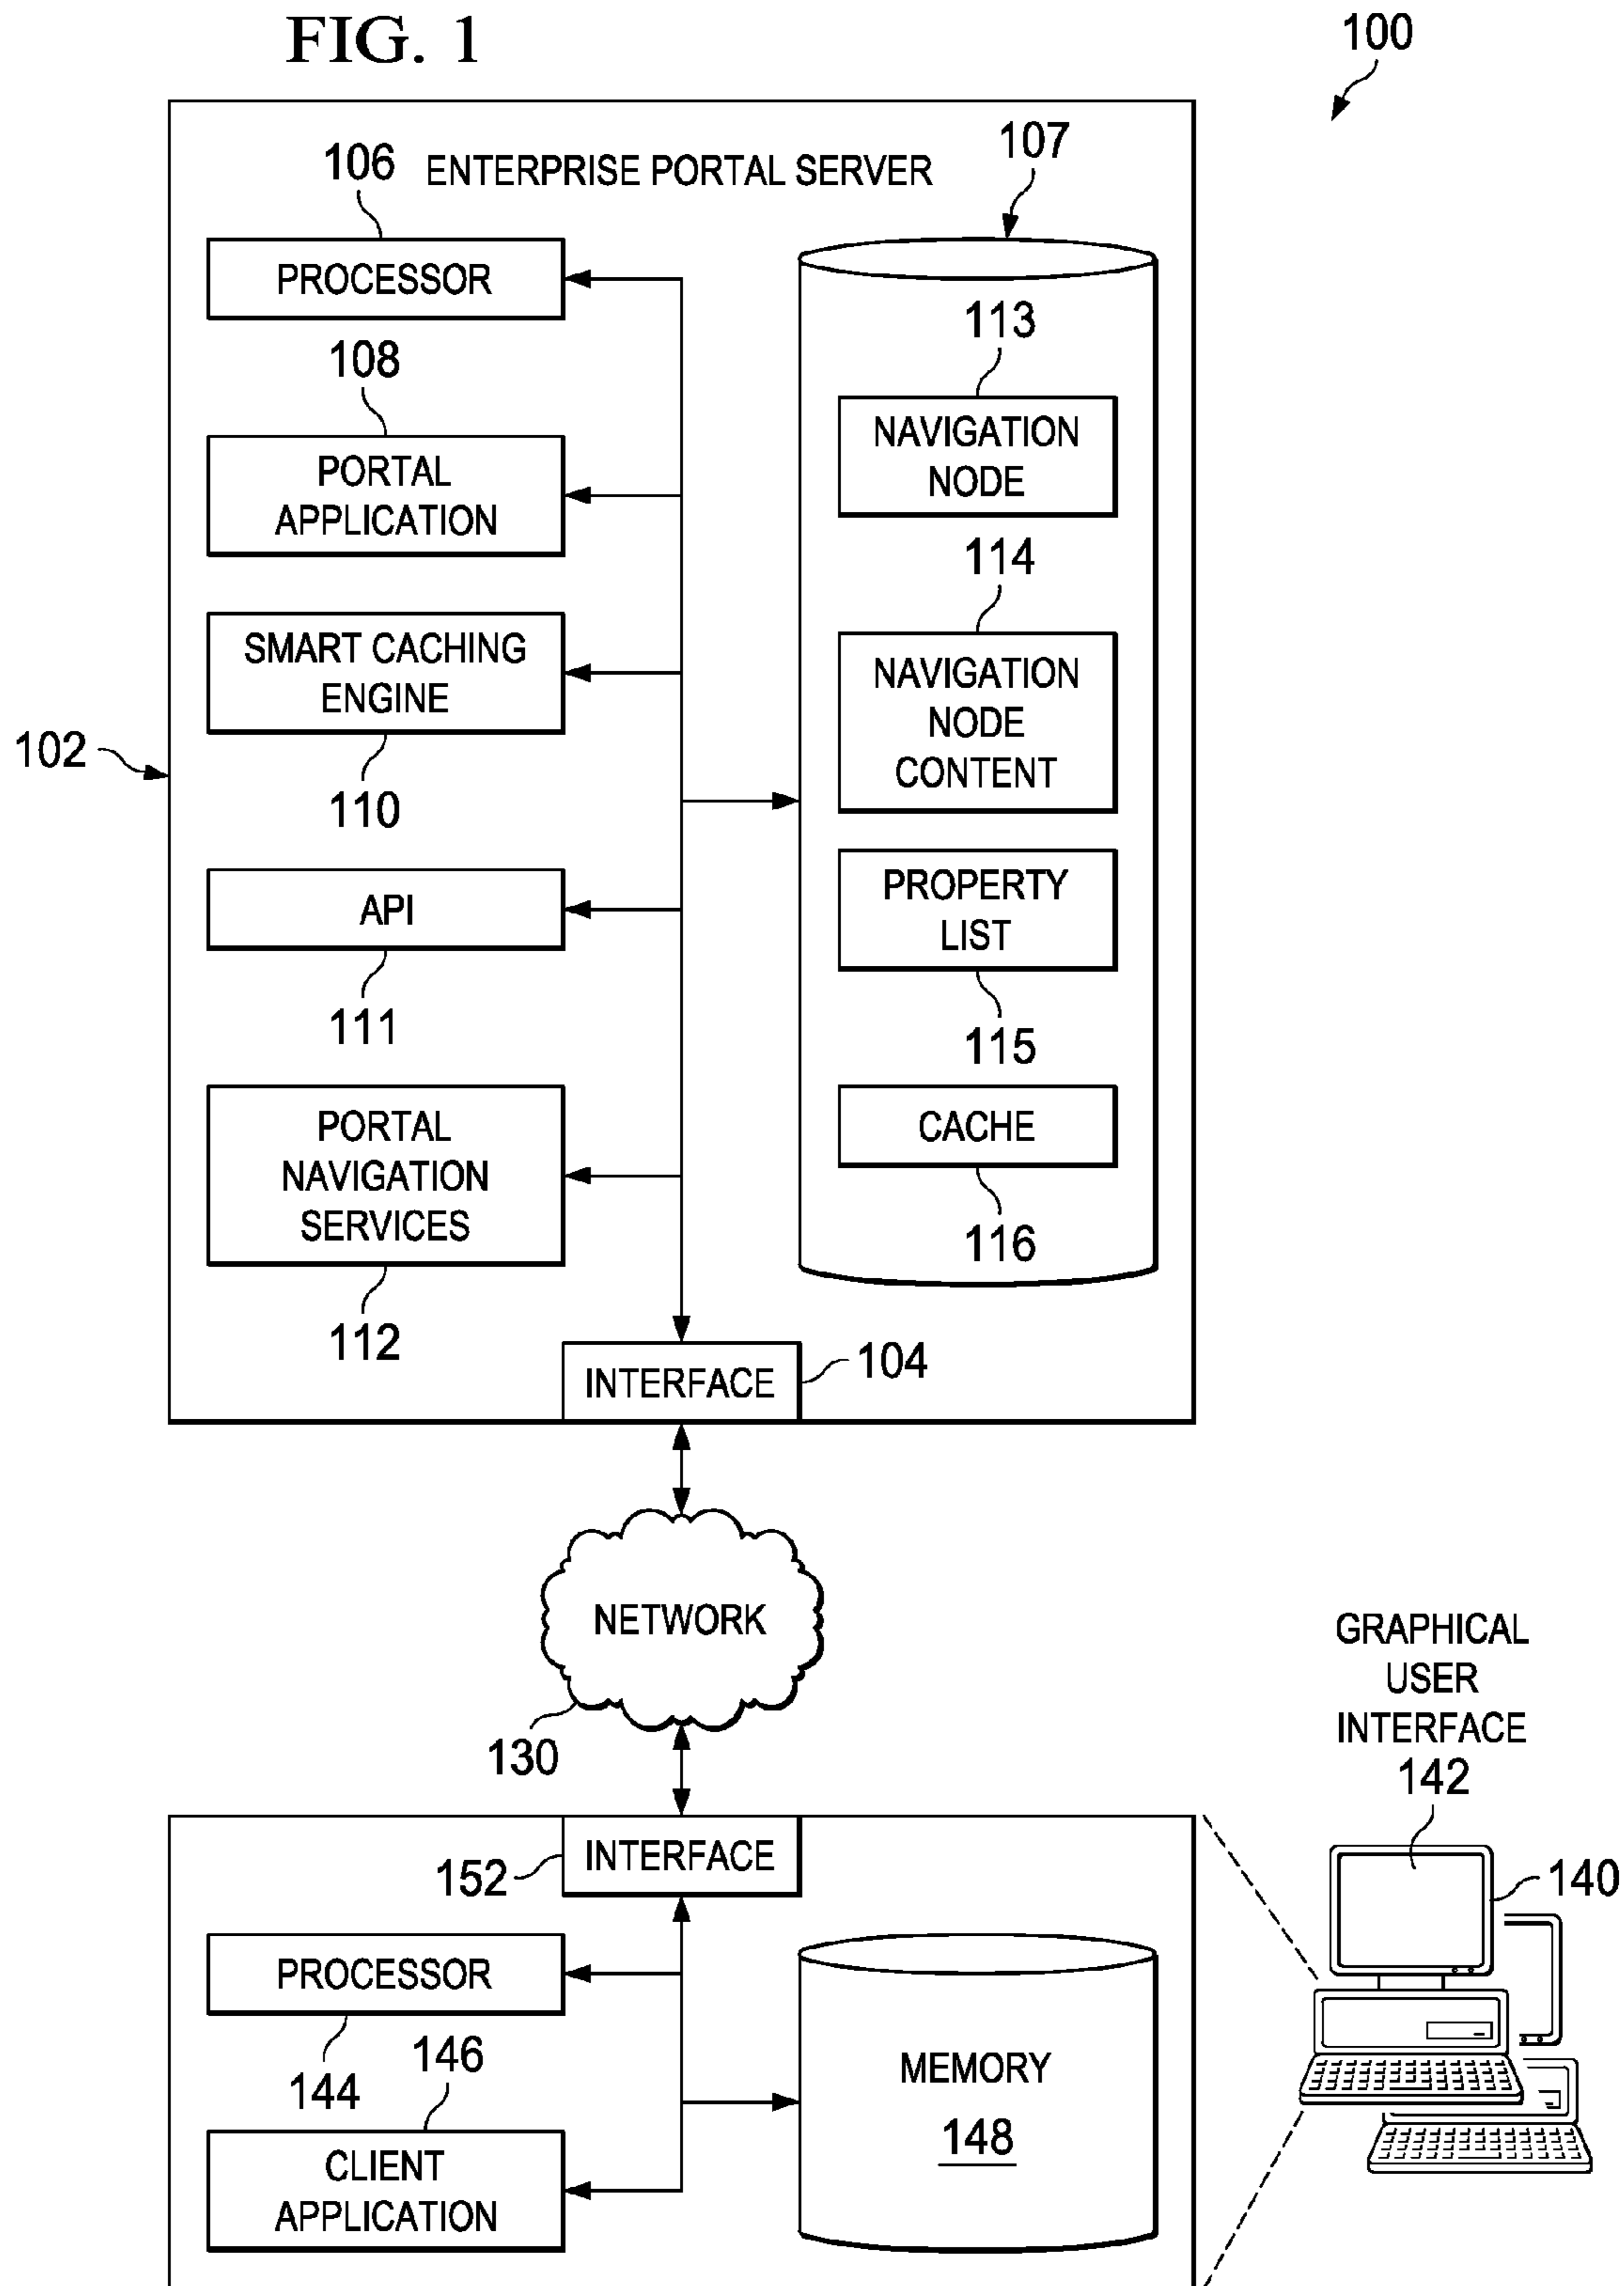 FIG. 1
100
106
ENTERPRISE PORTAL SERVER
107
PROCESSOR
108
PORTAL
APPLICATION
SMART CACHING
ENGINE
110
102
API
111
PORTAL
NAVIGATION
SERVICES
112
113
NAVIGATION
NODE
114
NAVIGATION
NODE
CONTENT
PROPERTY
LIST
115
CACHE
116
INTERFACE
104
NETWORK
130
GRAPHICAL
USER
INTERFACE
142
140
INTERFACE
152
PROCESSOR
144
146
CLIENT
APPLICATION
MEMORY
148